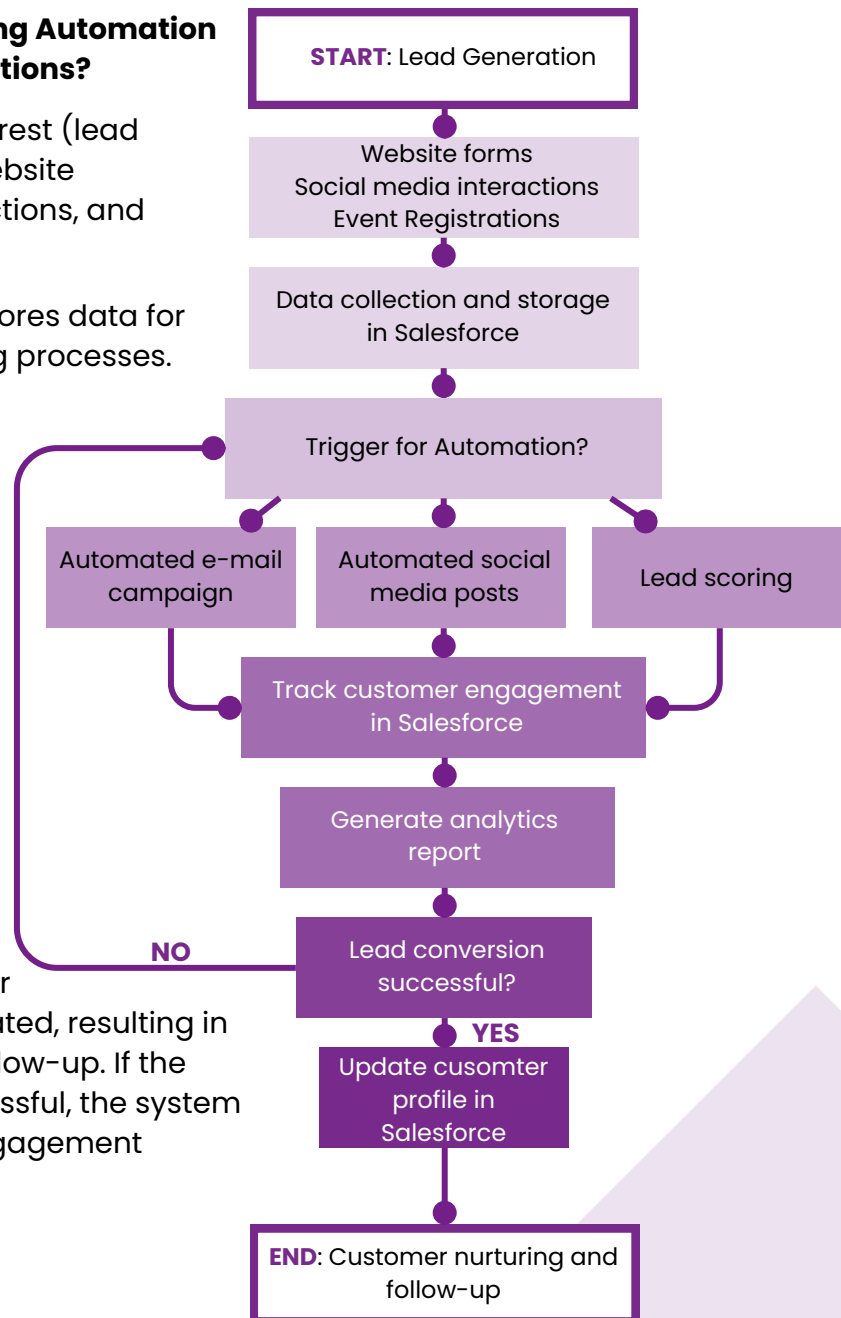 ng Automation
tions?
rest (lead
ebsite
ctions, and
ores data for
g processes.
r
ated, resulting in
low-up. If the
essful, the system
gagement
START: Lead Generation
Website forms
Social media interactions
Event Registrations
Data collection and storage
in Salesforce
Trigger for Automation?
Automated e-mail
campaign
Automated social
media posts
Lead scoring
Track customer engagement
in Salesforce
Generate analytics
report
Lead conversion
successful?
NO
YES
Update cusomter
profile in
Salesforce
END: Customer nurturing and
follow-up